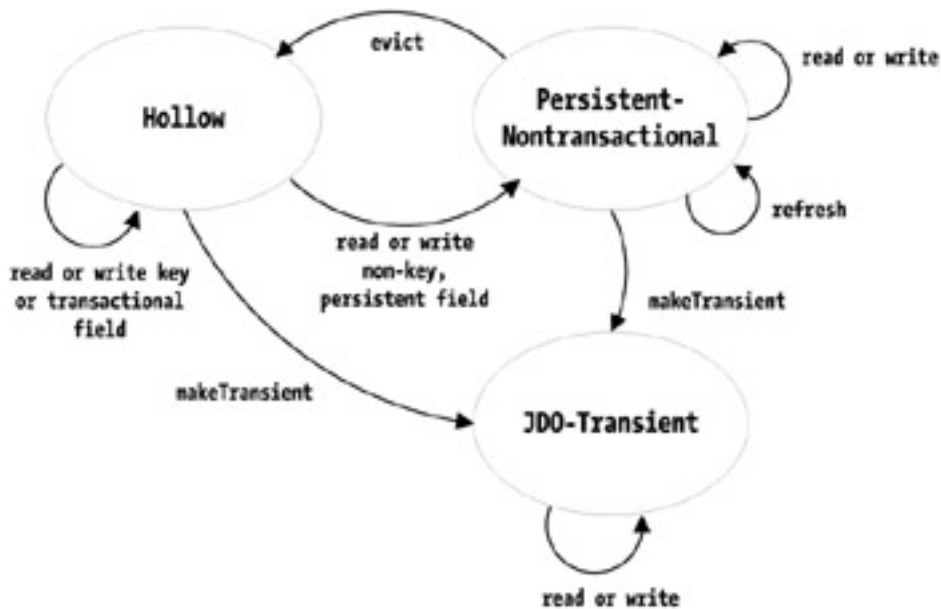 evict
read or write
Hollow
Persistent-
Nontransactional
refresh
read or write key
or transactional
field
read or write
non-key,
persistent field
makeTransient
makeTransient
JDO-Transient
read or write